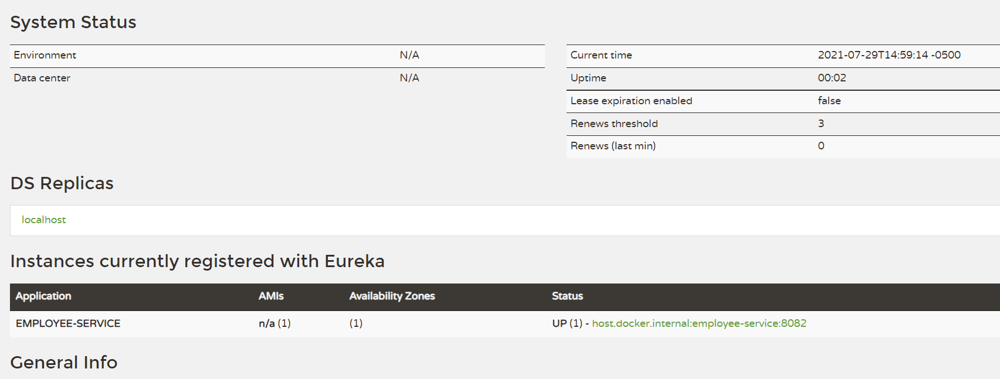 System Status
Environment N/A
Data center N/A
Current time 2021-07-29T14:59:14 -0500
Uptime 00:02
Lease expiration enabled false
Renews threshold 3
Renews (last min) 0
DS Replicas
localhost
Instances currently registered with Eureka
Application AMIs Availability Zones Status
EMPLOYEE-SERVICE n/a (1) (1) UP (1) - host.docker.internal:employee-service:8082
General Info